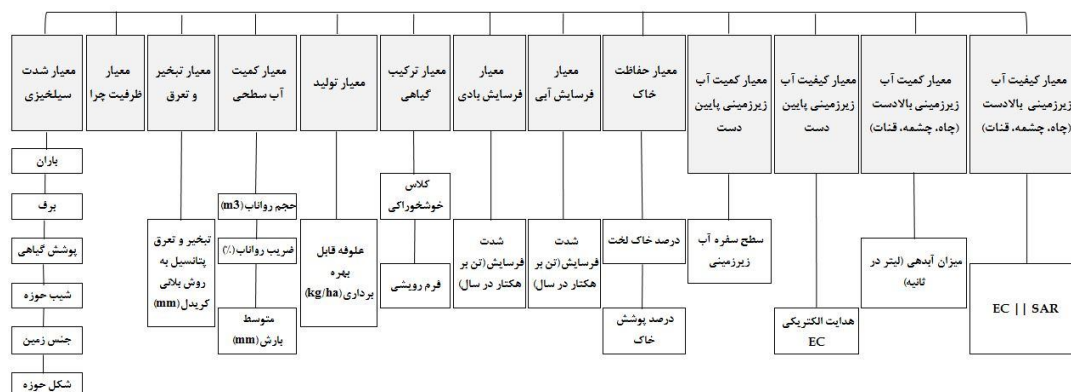 معیار کیفیت آب
زیرزمینی بالادست
(چاه، چشمه، قنات)
EC || SAR
معیار کمیت آب
زیرزمینی بالادست
(چاه، چشمه، قنات)
میزان آبدهی (لیتر در
ثانیه)
معیار کیفیت آب
زیرزمینی پایین
دست
هدایت الکتریکی
EC
معیار کمیت آب
زیرزمینی پایین
دست
سطح سفره آب
زیرزمینی
معیار حفاظت
خاک
درصد خاک لخت
درصد پوشش
خاک
معیار
فرسایش آبی
شدت
فرسایش(تن بر
هکتار در سال)
معیار
فرسایش بادی
شدت
فرسایش(تن بر
هکتار در سال)
معیار ترکیب
گیاهی
کلاس
خوشخوراکی
فرم رویشی
معیار تولید
علوفه قابل
بهره
برداری(kg/ha)
معیار کمیت
آب سطحی
حجم رواناب(m3)
ضریب رواناب(%)
متوسط
بارش(mm)
معیار تبخیر
و تعرق
تبخیر و تعرق
پتانسیل به
روش بلانی
کریدل(mm)
معیار
ظرفیت چرا
معیار شدت
سیلخیزی
باران
برف
پوشش گیاهی
شیب حوزه
جنس زمین
شکل حوزه